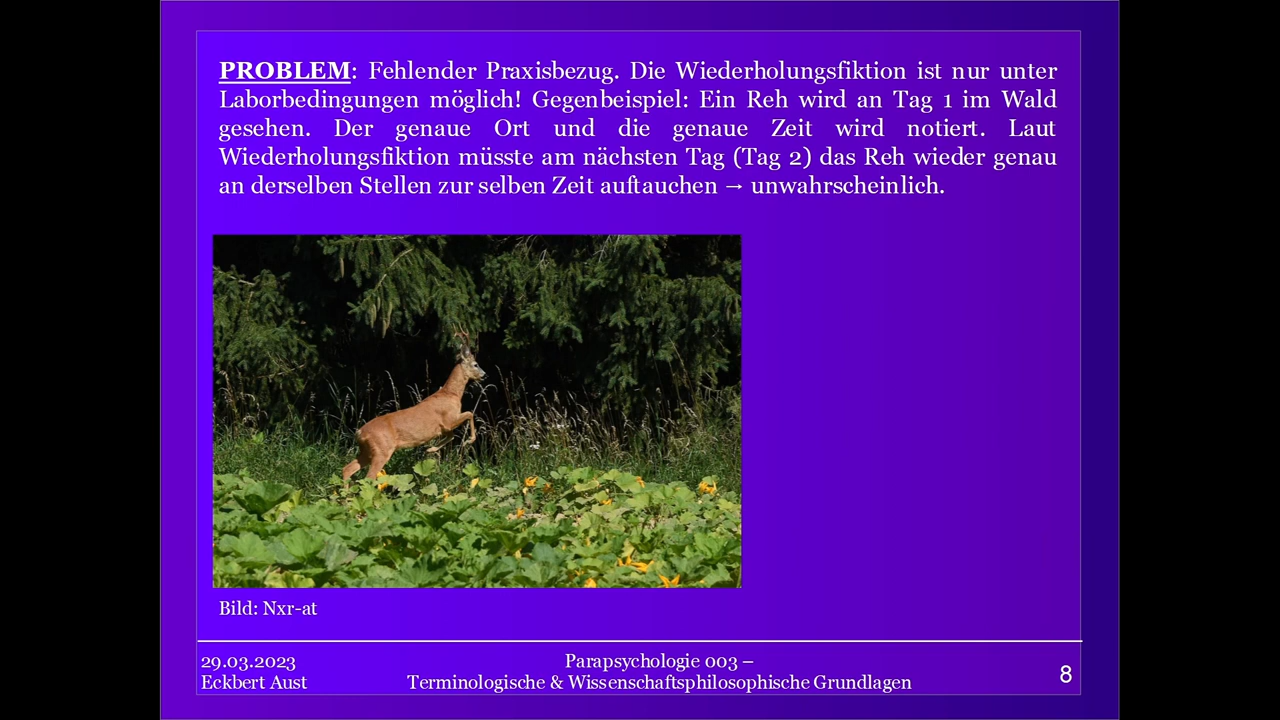 PROBLEM: Fehlender Praxisbezug. Die Wiederholungsfiktion ist nur unter
Laborbedingungen möglich! Gegenbeispiel: Ein Reh wird an Tag 1 im Wald
gesehen. Der genaue Ort und die genaue Zeit wird notiert. Laut
Wiederholungsfiktion müsste am nächsten Tag (Tag 2) das Reh wieder genau
an derselben Stellen zur selben Zeit auftauchen → unwahrscheinlich.
Bild: Nxr-at
29.03.2023
Eckbert Aust
Parapsychologie 003 –
Terminologische & Wissenschaftsphilosophische Grundlagen
8